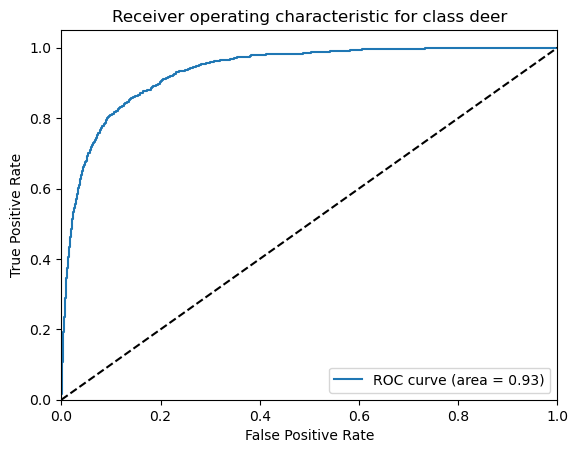 Receiver operating characteristic for class deer
1.0
0.8
0.6
0.4
0.2
0.0
True Positive Rate
ROC curve (area = 0.93)
0.0 0.2 0.4 0.6 0.8 1.0
False Positive Rate